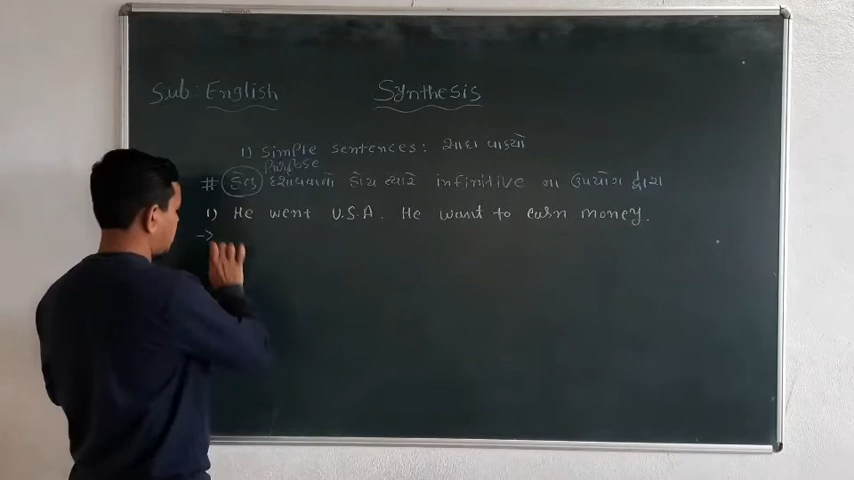 Sub : English
Synthesis
1) Simple sentences : સાદા વાક્યો
Purpose
# હેતુ દર્શાવવાનો હોય ત્યારે infinitive ના ઉપયોગ દ્વારા
1) He went U.S.A. He want to earn money.
→